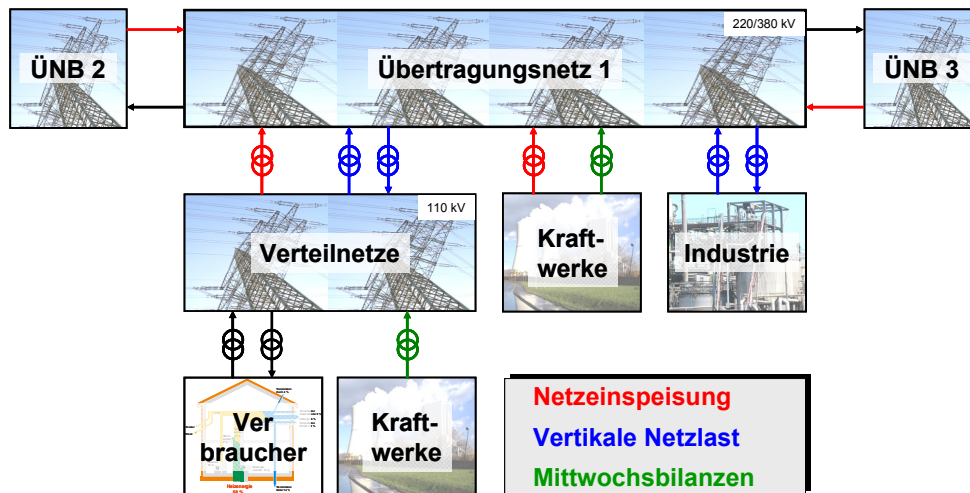 220/380 kV
ÜNB 2
Übertragungsnetz 1
ÜNB 3
110 kV
Verteilnetze
Kraft-
werke
Industrie
Ver
braucher
Kraft-
werke
Heizenergie
Netzeinspeisung
Vertikale Netzlast
Mittwochsbilanzen